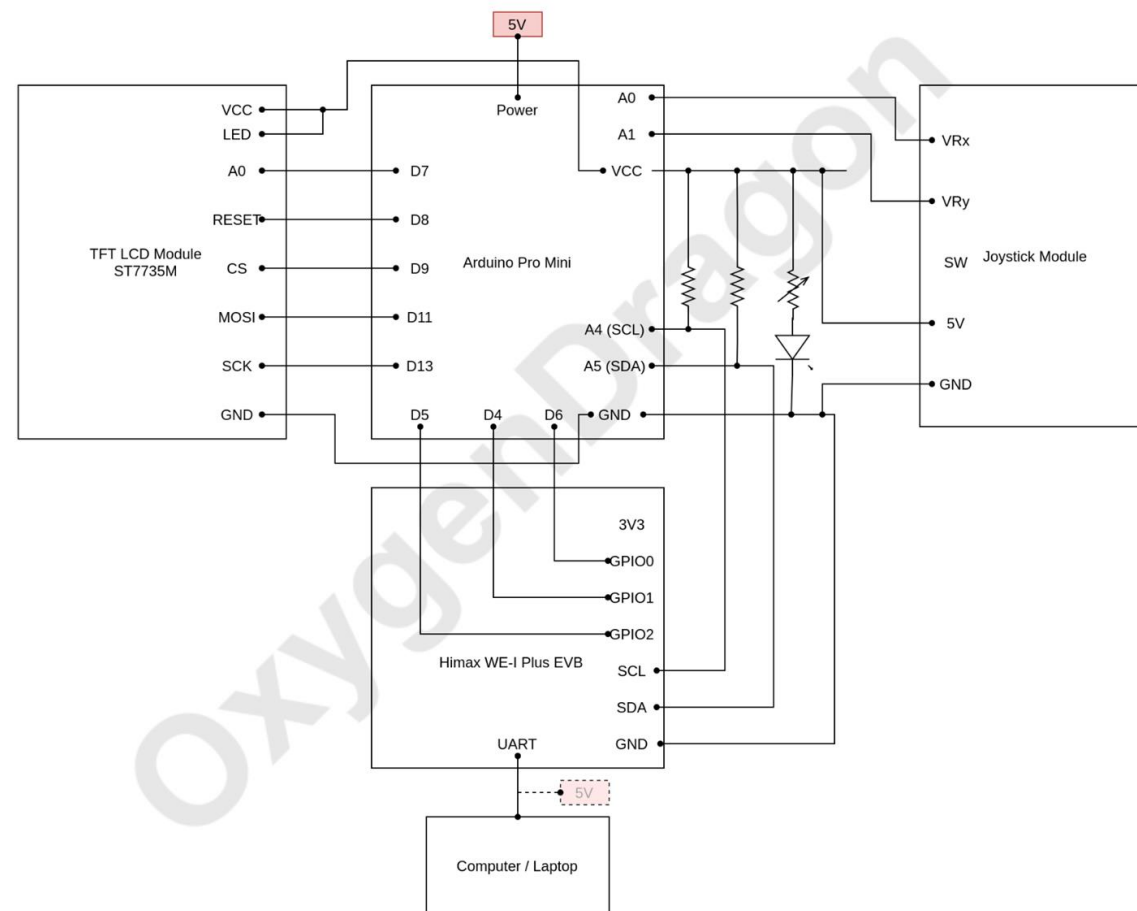 5V
VCC
LED
A0
RESET
CS
MOSI
SCK
GND
TFT LCD Module
ST7735M
Power
D7
D8
D9
D11
D13
Arduino Pro Mini
A0
A1
VCC
A4 (SCL)
A5 (SDA)
GND
D5
D4
D6
VRx
VRy
SW
Joystick Module
5V
GND
3V3
GPIO0
GPIO1
GPIO2
Himax WE-I Plus EVB
SCL
SDA
GND
UART
5V
Computer / Laptop
OxygenDragon